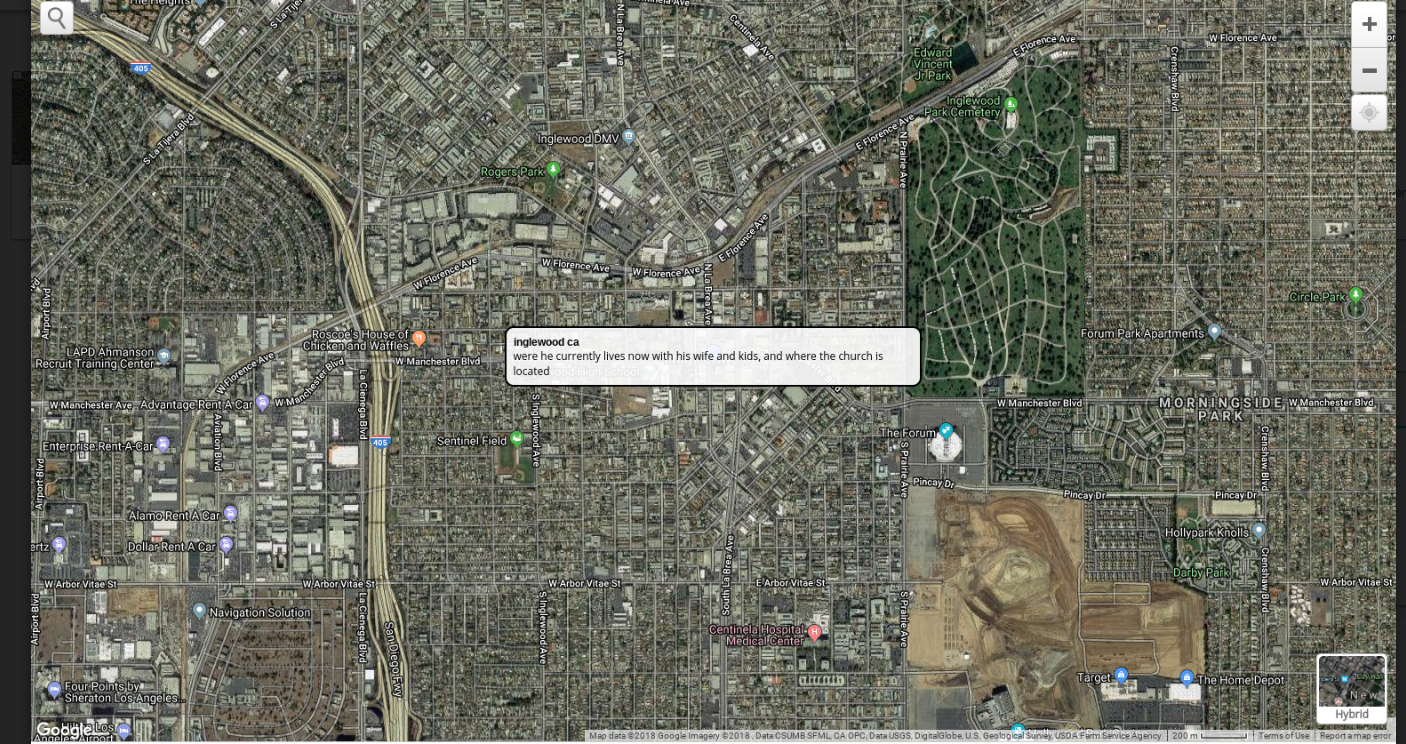 The Heights
S La Tijera
N La Brea Ave
Centinela Ave
Edward
Vincent
Jr Park
E Florence Ave
W Florence Ave
405
Crenshaw Blvd
Inglewood
Park Cemetery
S La Tijera Blvd
Inglewood DMV
E Florence Ave
N Prairie Ave
Rogers Park
E Florence Ave
W Florence Ave
W Florence Ave
W Florence Ave
N La Brea Ave
Airport Blvd
Circle Park
Roscoe's House of
Chicken and Waffles
inglewood ca
were he currently lives now with his wife and kids, and where the church is
located
Forum Park Apartments
LAPD Ahmanson
Recruit Training Center
W Florence Ave
W Manchester Blvd
W Manchester Blvd
W Manchester Ave
Advantage Rent A Car
La Cienega Blvd
S Inglewood Ave
W Manchester Blvd
MORNINGSIDE
PARK
W Manchester Blvd
Enterprise Rent-A-Car
Aviation Blvd
405
Sentinel Field
The Forum
S Prairie Ave
Crenshaw Blvd
Airport Blvd
Pincay Dr
Pincay Dr
Pincay Dr
Alamo Rent A Car
Hollypark Knolls
ertz
Dollar Rent A Car
South La Brea Ave
Crenshaw Blvd
Darby Park
W Arbor Vitae St
W Arbor Vitae St
W Arbor Vitae St
E Arbor Vitae St
W Arbor Vitae St
Airport Blvd
Navigation Solution
La Cienega Blvd
San Diego Fwy
S Inglewood Ave
Centinela Hospital
Medical Center
S Prairie Ave
Four Points by
Sheraton Los Angeles...
Target
The Home Depot
Hybrid
Google
Angeles Airport
Map data ©2018 Google Imagery ©2018 , Data CSUMB SFML, CA OPC, Data USGS, DigitalGlobe, U.S. Geological Survey, USDA Farm Service Agency
200 m
Terms of Use
Report a map error